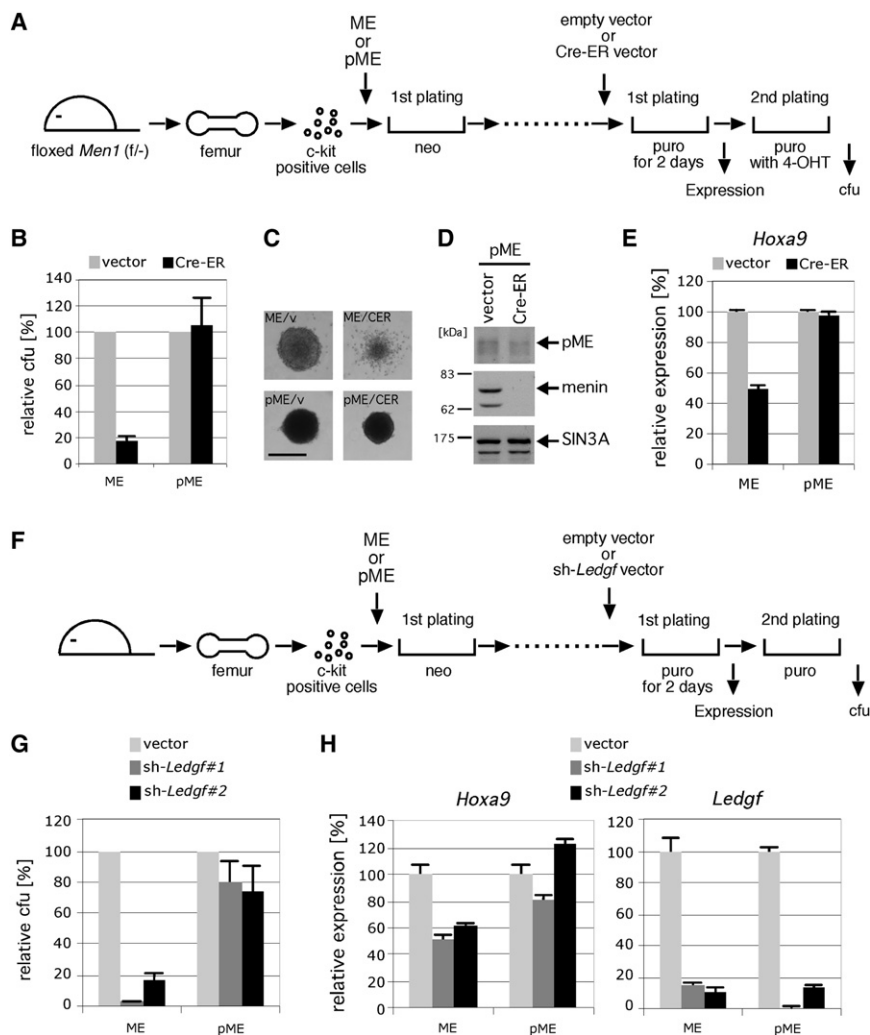 A
ME
or
pME
empty vector
or
Cre-ER vector
1st plating
1st plating
2nd plating
floxed Men1 (f/-)
femur
c-kit
positive cells
neo
puro
for 2 days
puro
with 4-OHT
Expression
cfu
B
vector
Cre-ER
relative cfu [%]
140
120
100
80
60
40
20
0
ME
pME
C
ME/v
ME/CER
pME/v
pME/CER
D
pME
vector
Cre-ER
[kDa]
pME
83
menin
62
175
SIN3A
E
Hoxa9
vector
Cre-ER
relative expression [%]
120
100
80
60
40
20
0
ME
pME
F
ME
or
pME
empty vector
or
sh-Ledgf vector
1st plating
1st plating
2nd plating
femur
c-kit
positive cells
neo
puro
for 2 days
puro
Expression
cfu
G
vector
sh-Ledgf#1
sh-Ledgf#2
relative cfu [%]
120
100
80
60
40
20
0
ME
pME
H
vector
sh-Ledgf#1
sh-Ledgf#2
Hoxa9
relative expression [%]
140
120
100
80
60
40
20
0
ME
pME
Ledgf
120
100
80
60
40
20
0
ME
pME